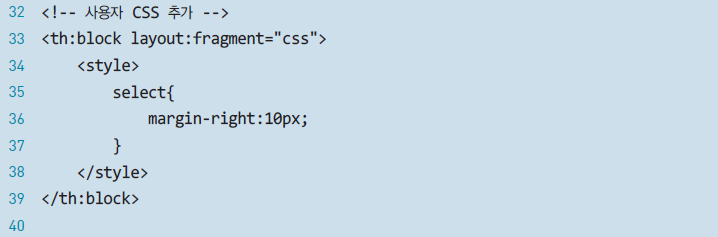 32 <!-- 사용자 CSS 추가 -->
33 <th:block layout:fragment="css">
34     <style>
35         select{
36             margin-right:10px;
37         }
38     </style>
39 </th:block>
40